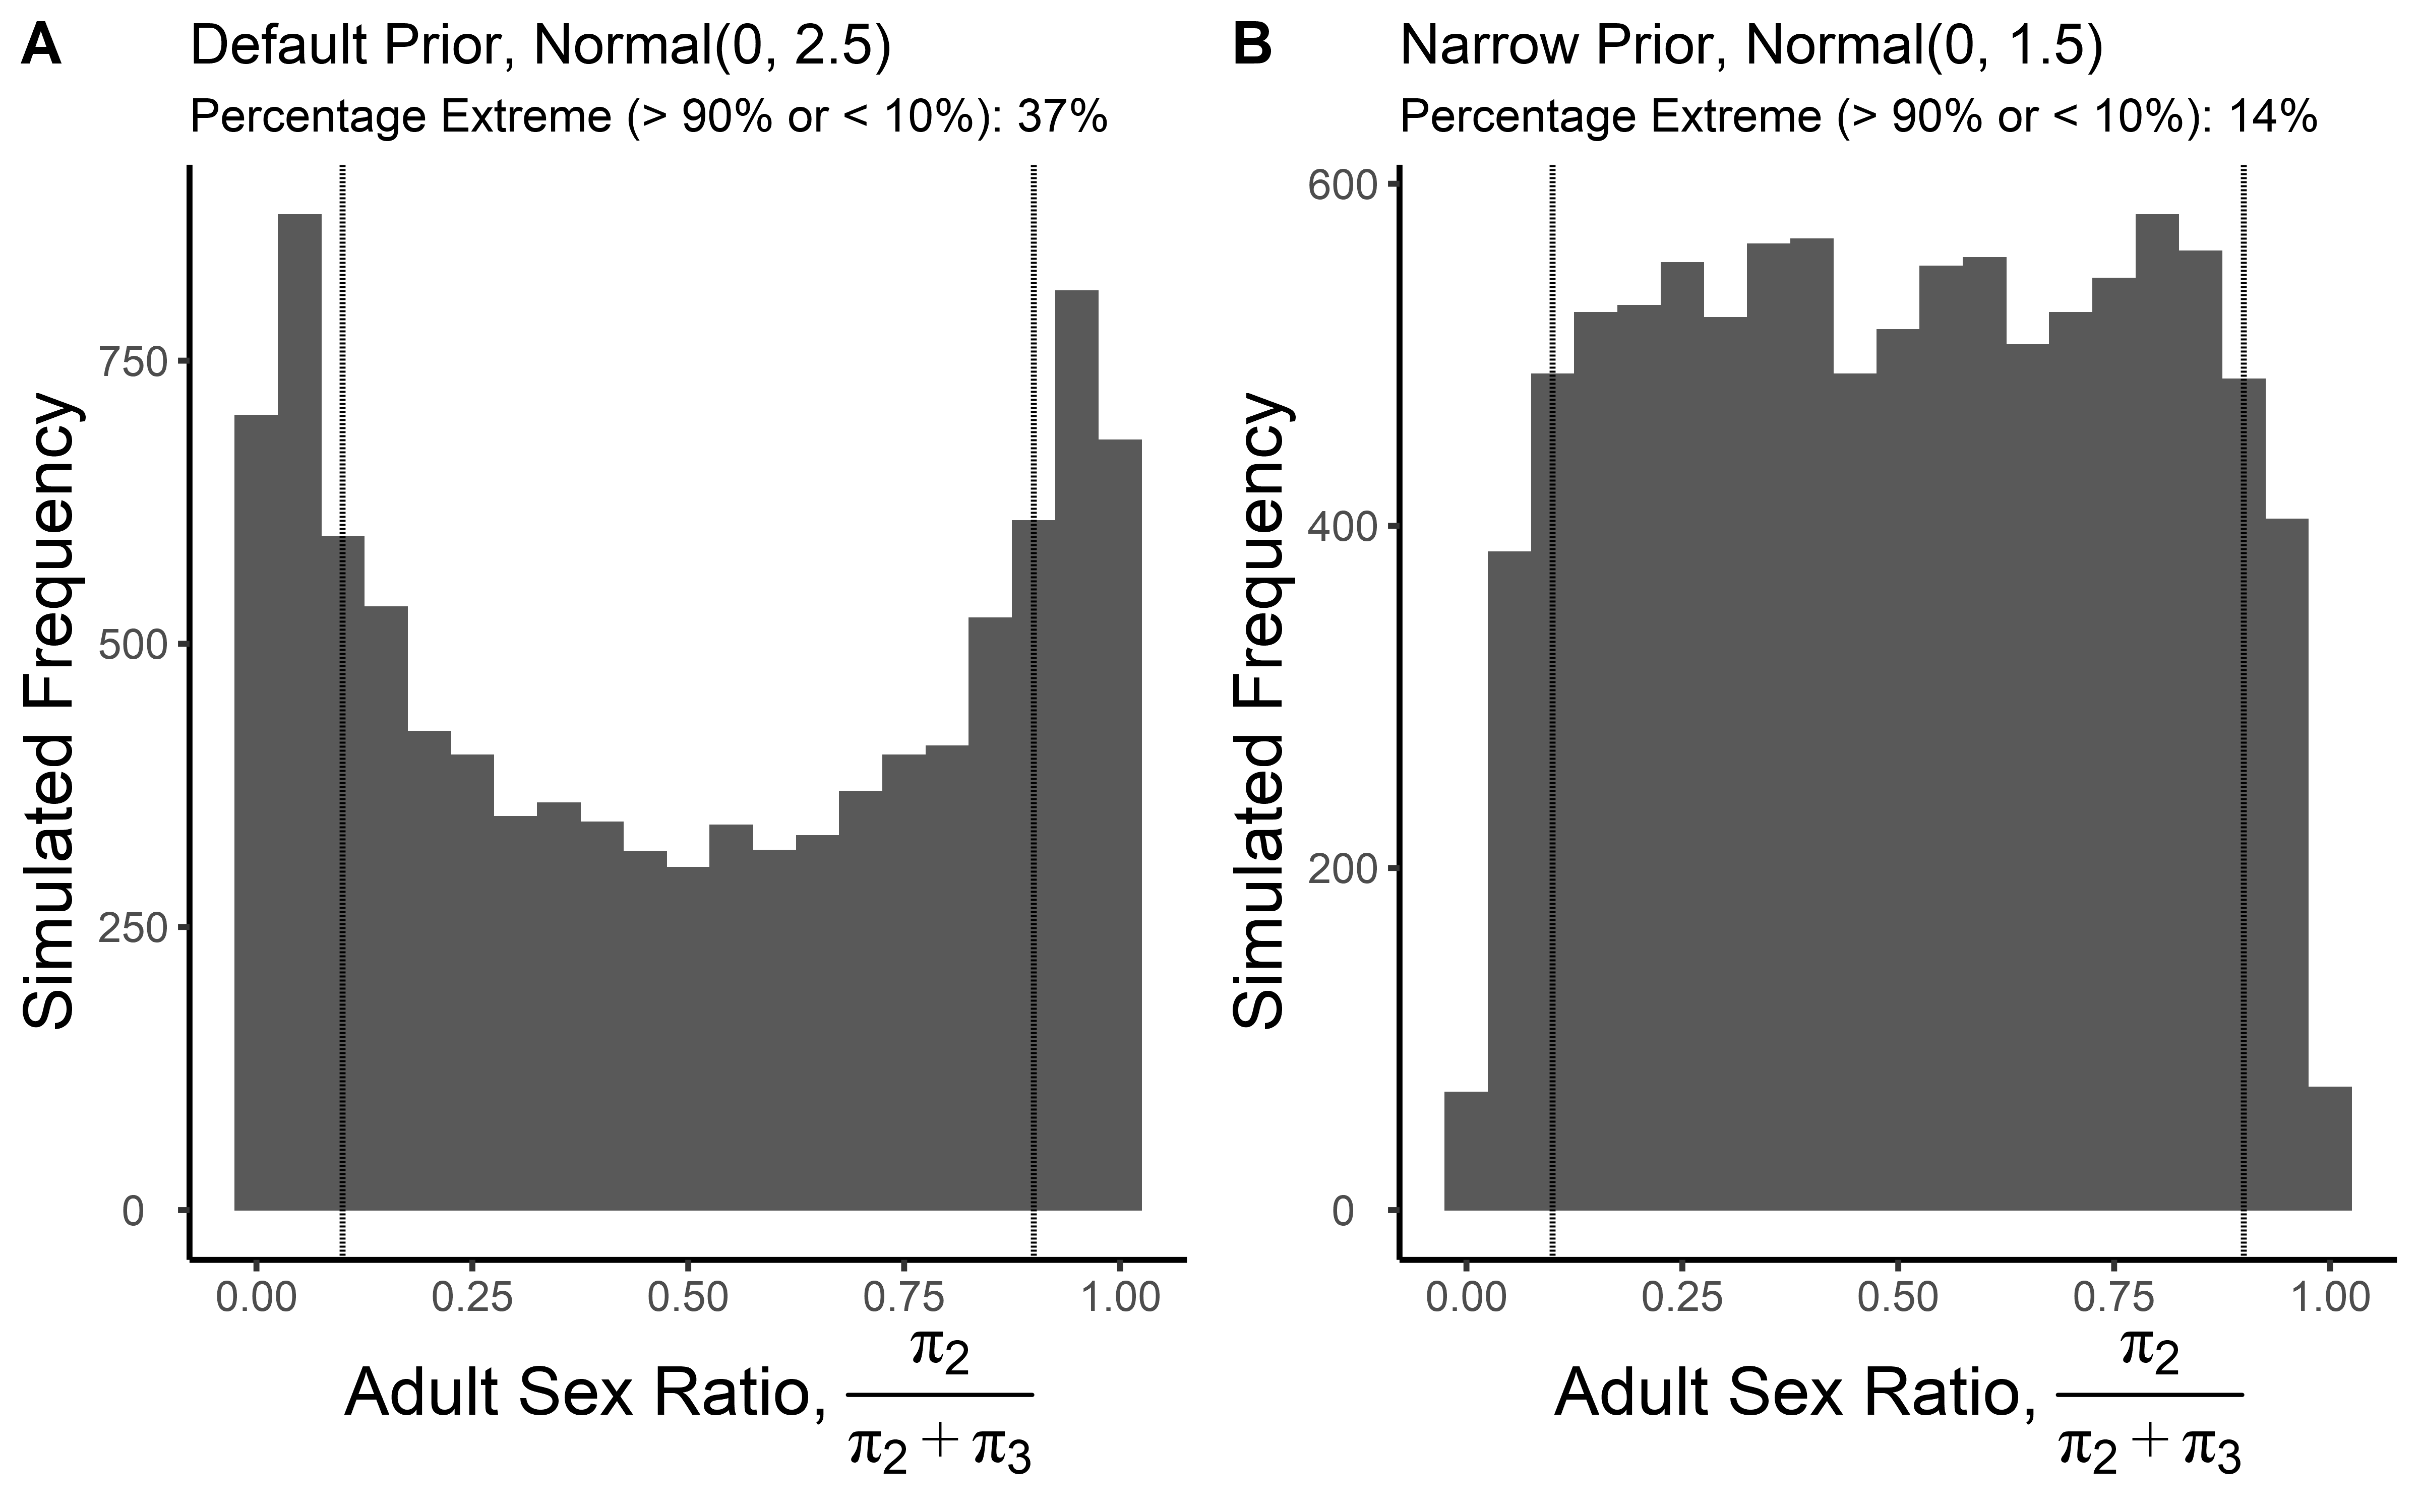 A Default Prior, Normal(0, 2.5)
Percentage Extreme (> 90% or < 10%): 37%
Simulated Frequency
750
500
250
0
0.00 0.25 0.50 0.75 1.00
Adult Sex Ratio, π2
π2 + π3
B Narrow Prior, Normal(0, 1.5)
Percentage Extreme (> 90% or < 10%): 14%
Simulated Frequency
600
400
200
0
0.00 0.25 0.50 0.75 1.00
Adult Sex Ratio, π2
π2 + π3